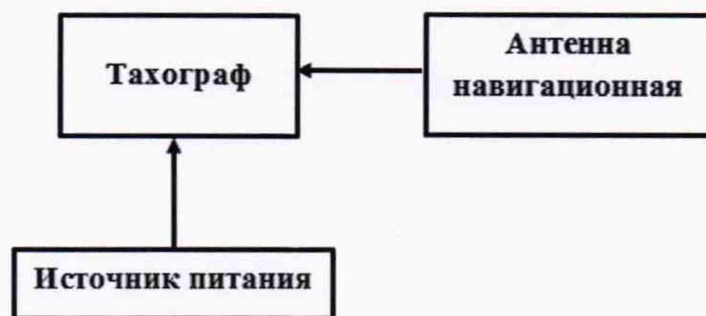 Тахограф
Антенна
навигационная
Источник питания